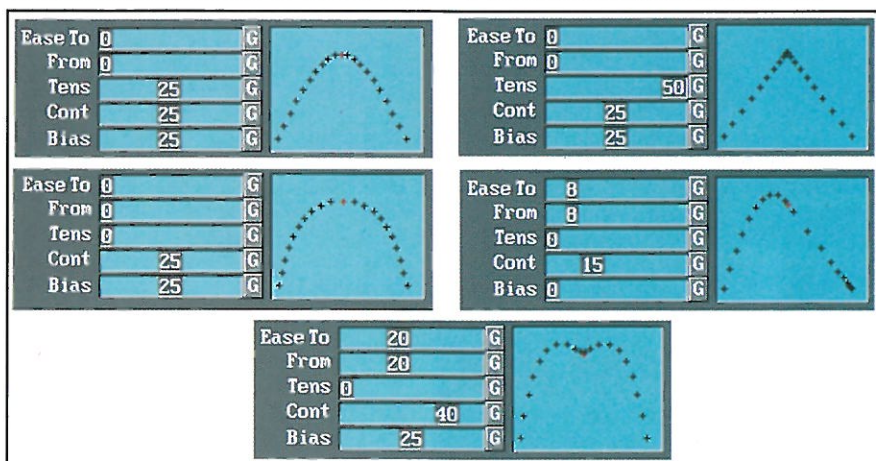 Ease To 0 G
From 0 G
Tens 25 G
Cont 25 G
Bias 25 G
Ease To 0 G
From 0 G
Tens 50 G
Cont 25 G
Bias 25 G
Ease To 0 G
From 0 G
Tens 0 G
Cont 25 G
Bias 25 G
Ease To 8 G
From 8 G
Tens 0 G
Cont 15 G
Bias 0 G
Ease To 20 G
From 20 G
Tens 0 G
Cont 40 G
Bias 25 G